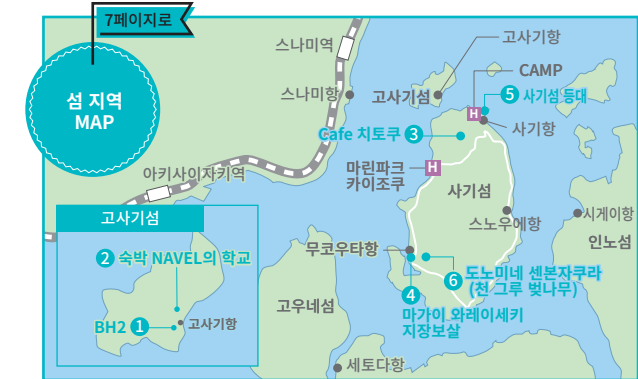 7페이지로
섬 지역
MAP
스나미역
스나미항
고사기항
고사기섬
CAMP
H
5 사기섬 등대
사기항
Cafe 치토쿠 3
마린파크
카이조쿠
H
사기섬
스노우에항
아키사이자키역
시게이항
인노섬
고사기섬
2 숙박 NAVEL의 학교
BH2 1
고사기항
무코우타항
고우네섬
6 도노미네 센본자쿠라
(천 그루 벚나무)
4
마가이 와레이세키
지장보살
세토다항